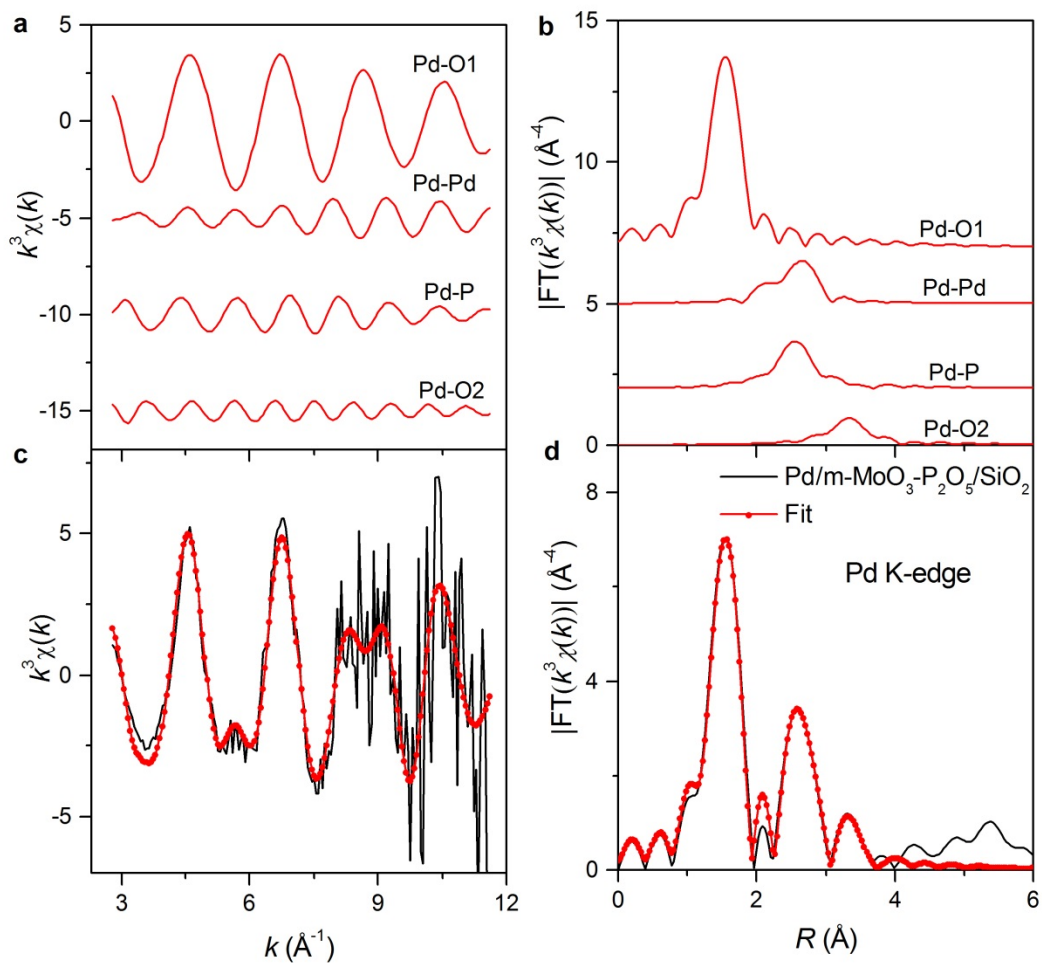 a
5
0
-5
-10
-15
k³χ(k)
Pd-O1
Pd-Pd
Pd-P
Pd-O2
b
15
10
5
0
|FT(k³χ(k))| (Å⁻⁴)
Pd-O1
Pd-Pd
Pd-P
Pd-O2
c
5
0
-5
k³χ(k)
3
6
9
12
k (Å⁻¹)
d
8
4
0
|FT(k³χ(k))| (Å⁻⁴)
Pd/m-MoO₃-P₂O₅/SiO₂
Fit
Pd K-edge
0
2
4
6
R (Å)